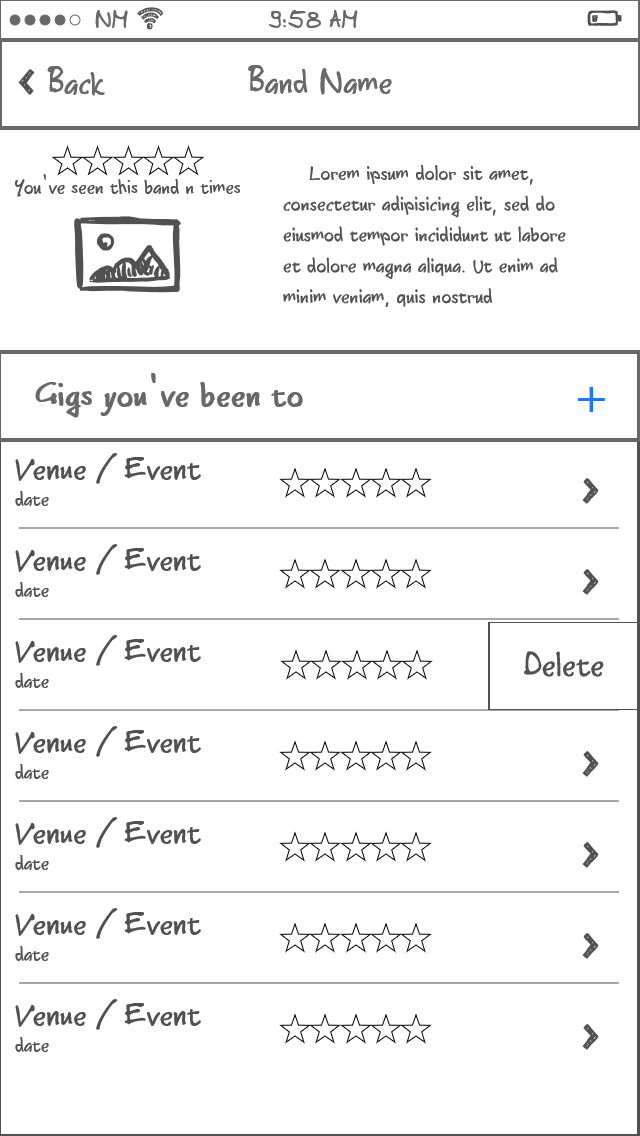 NM 9:58 AM
Back Band Name
You've seen this band n times
Lorem ipsum dolor sit amet,
consectetur adipisicing elit, sed do
eiusmod tempor incididunt ut labore
et dolore magna aliqua. Ut enim ad
minim veniam, quis nostrud
Gigs you've been to +
Venue / Event
date
Venue / Event
date
Venue / Event
date
Delete
Venue / Event
date
Venue / Event
date
Venue / Event
date
Venue / Event
date